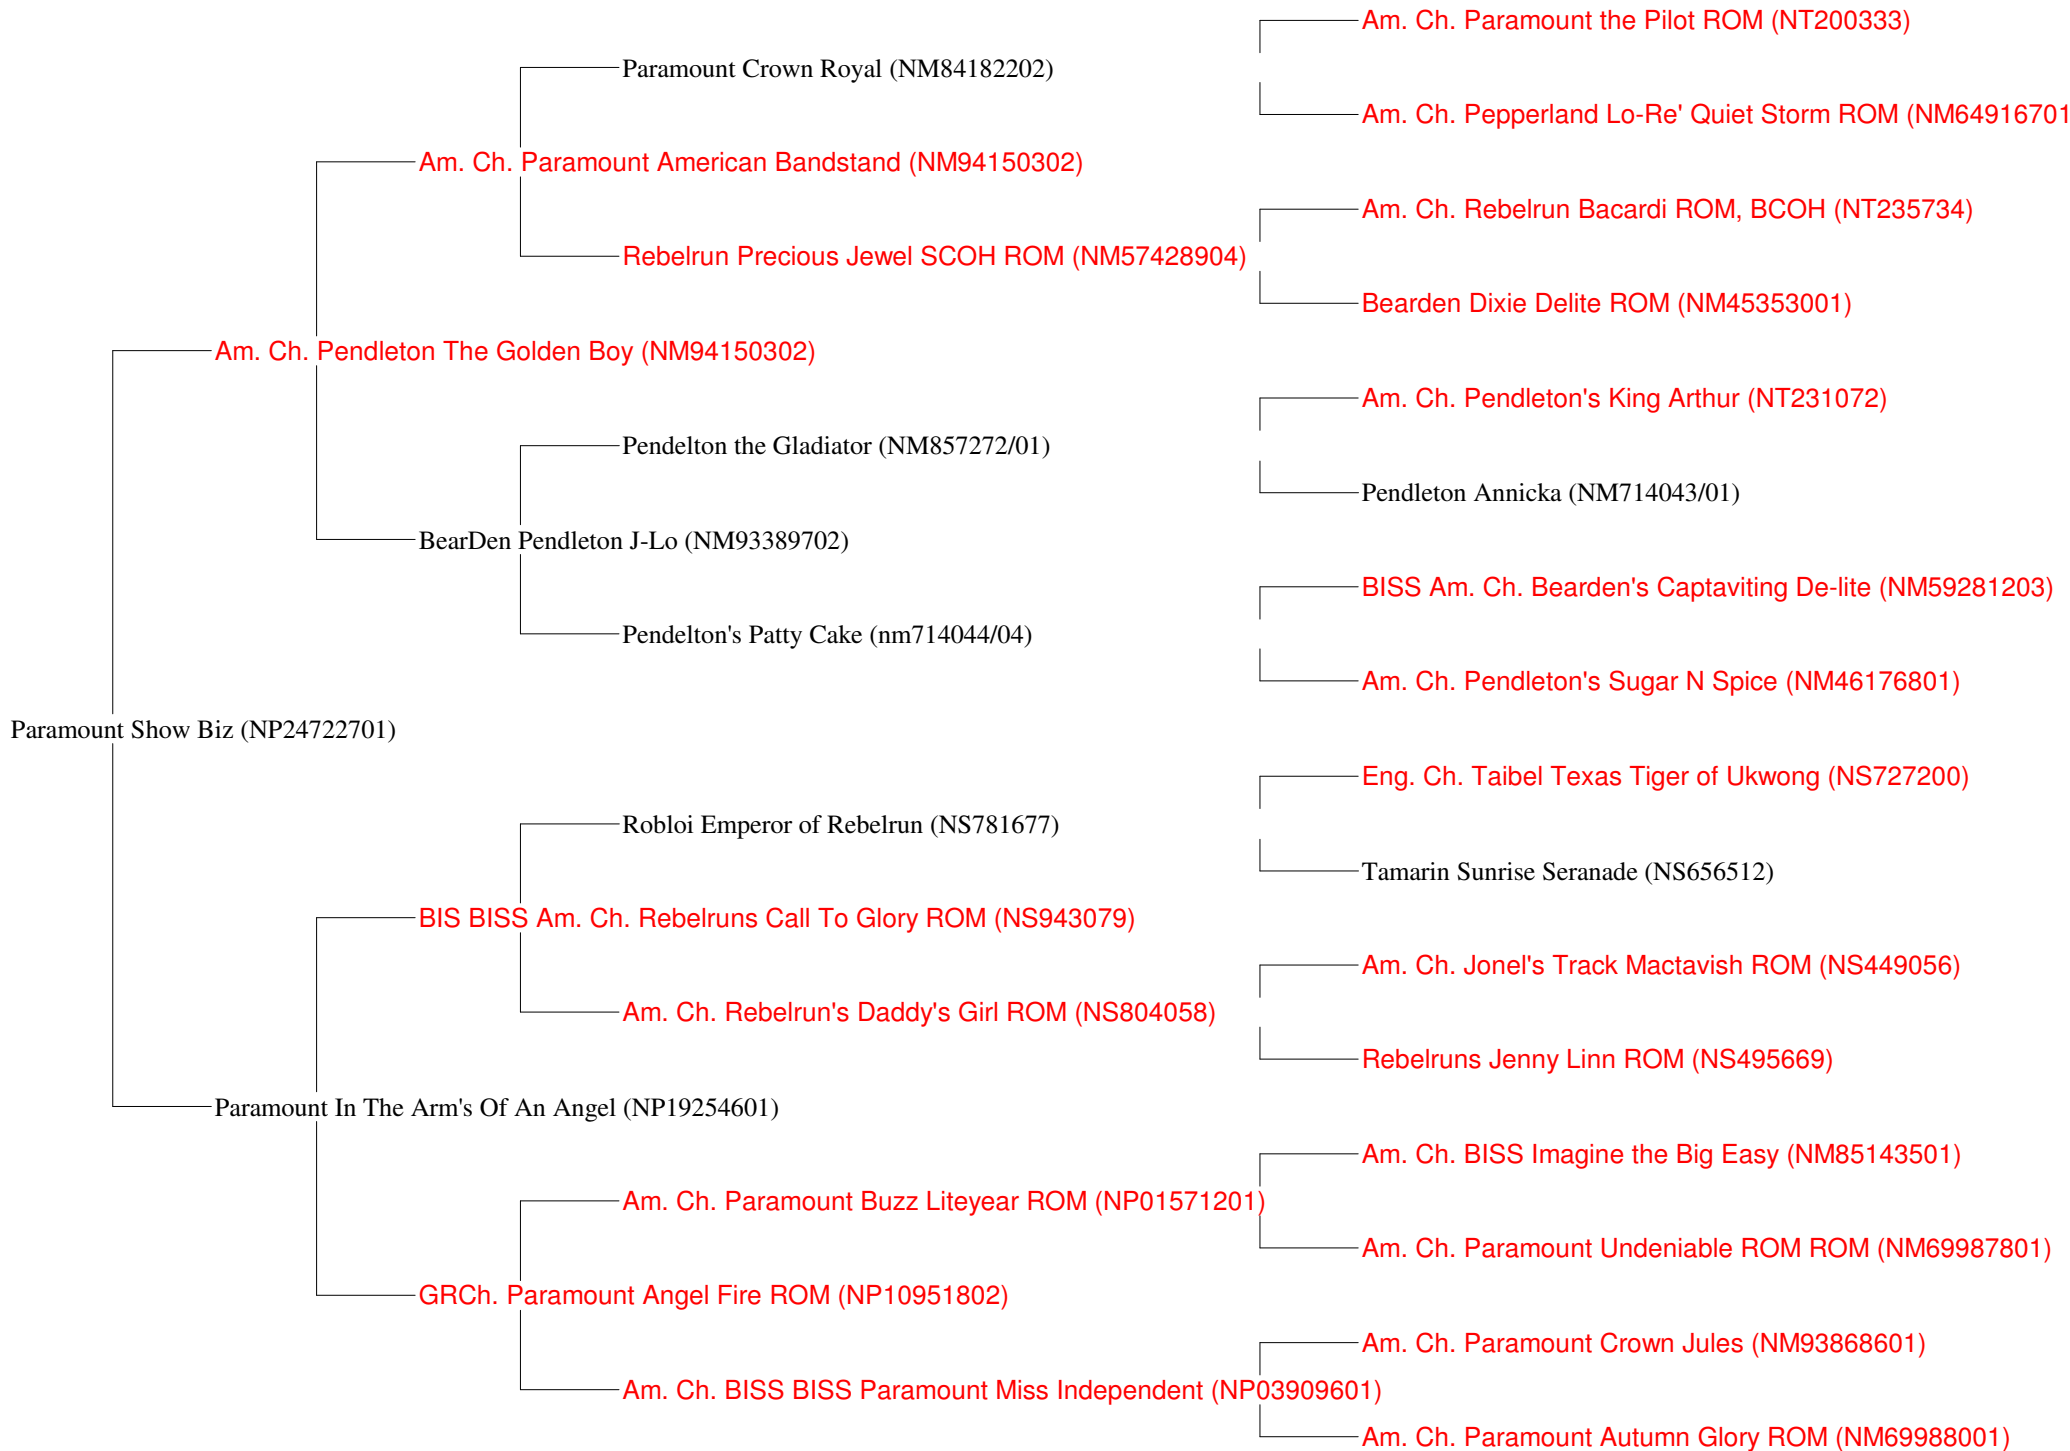 Am. Ch. Paramount the Pilot ROM (NT200333)
Paramount Crown Royal (NM84182202)
Am. Ch. Pepperland Lo-Re' Quiet Storm ROM (NM64916701
Am. Ch. Paramount American Bandstand (NM94150302)
Am. Ch. Rebelrun Bacardi ROM, BCOH (NT235734)
Rebelrun Precious Jewel SCOH ROM (NM57428904)
Bearden Dixie Delite ROM (NM45353001)
Am. Ch. Pendleton The Golden Boy (NM94150302)
Am. Ch. Pendleton's King Arthur (NT231072)
Pendelton the Gladiator (NM857272/01)
Pendleton Annicka (NM714043/01)
BearDen Pendleton J-Lo (NM93389702)
BISS Am. Ch. Bearden's Captaviting De-lite (NM59281203)
Pendelton's Patty Cake (nm714044/04)
Am. Ch. Pendleton's Sugar N Spice (NM46176801)
Paramount Show Biz (NP24722701)
Eng. Ch. Taibel Texas Tiger of Ukwong (NS727200)
Robloi Emperor of Rebelrun (NS781677)
Tamarin Sunrise Seranade (NS656512)
BIS BISS Am. Ch. Rebelruns Call To Glory ROM (NS943079)
Am. Ch. Jonel's Track Mactavish ROM (NS449056)
Am. Ch. Rebelrun's Daddy's Girl ROM (NS804058)
Rebelruns Jenny Linn ROM (NS495669)
Paramount In The Arm's Of An Angel (NP19254601)
Am. Ch. BISS Imagine the Big Easy (NM85143501)
Am. Ch. Paramount Buzz Liteyear ROM (NP01571201)
Am. Ch. Paramount Undeniable ROM ROM (NM69987801)
GRCh. Paramount Angel Fire ROM (NP10951802)
Am. Ch. Paramount Crown Jules (NM93868601)
Am. Ch. BISS BISS Paramount Miss Independent (NP03909601)
Am. Ch. Paramount Autumn Glory ROM (NM69988001)